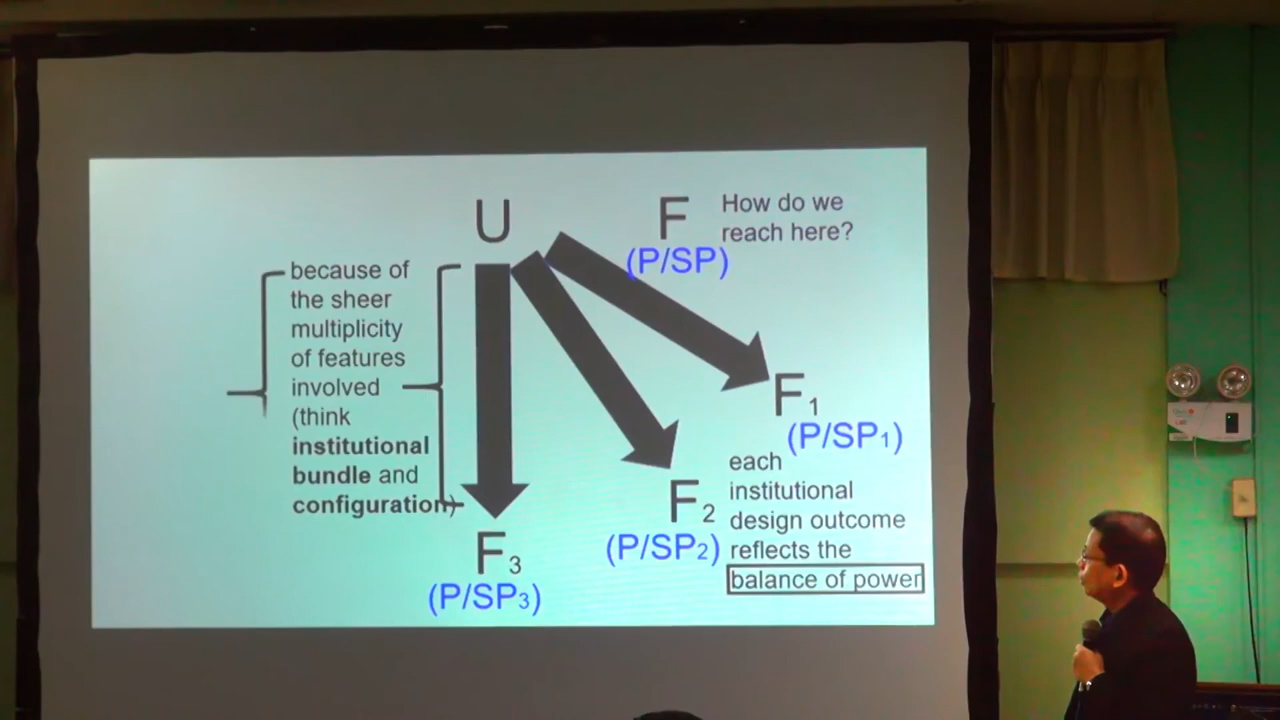 U
F
(P/SP)
How do we
reach here?
because of
the sheer
multiplicity
of features
involved
(think
institutional
bundle and
configuration)
F1
(P/SP1)
F2
(P/SP2)
F3
(P/SP3)
each
institutional
design outcome
reflects the
balance of power